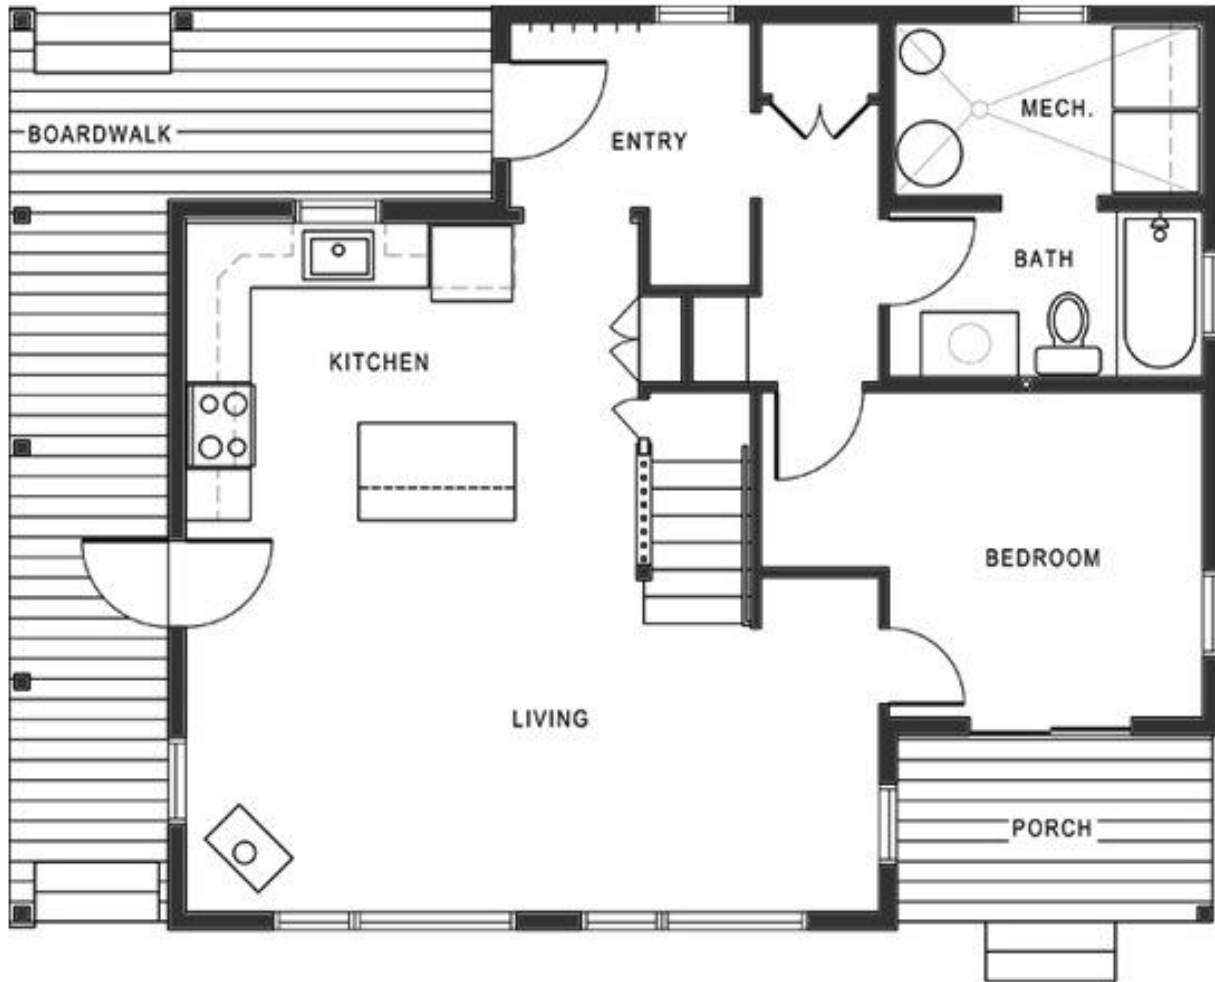 MECH.
BOARDWALK
ENTRY
BATH
KITCHEN
BEDROOM
LIVING
PORCH